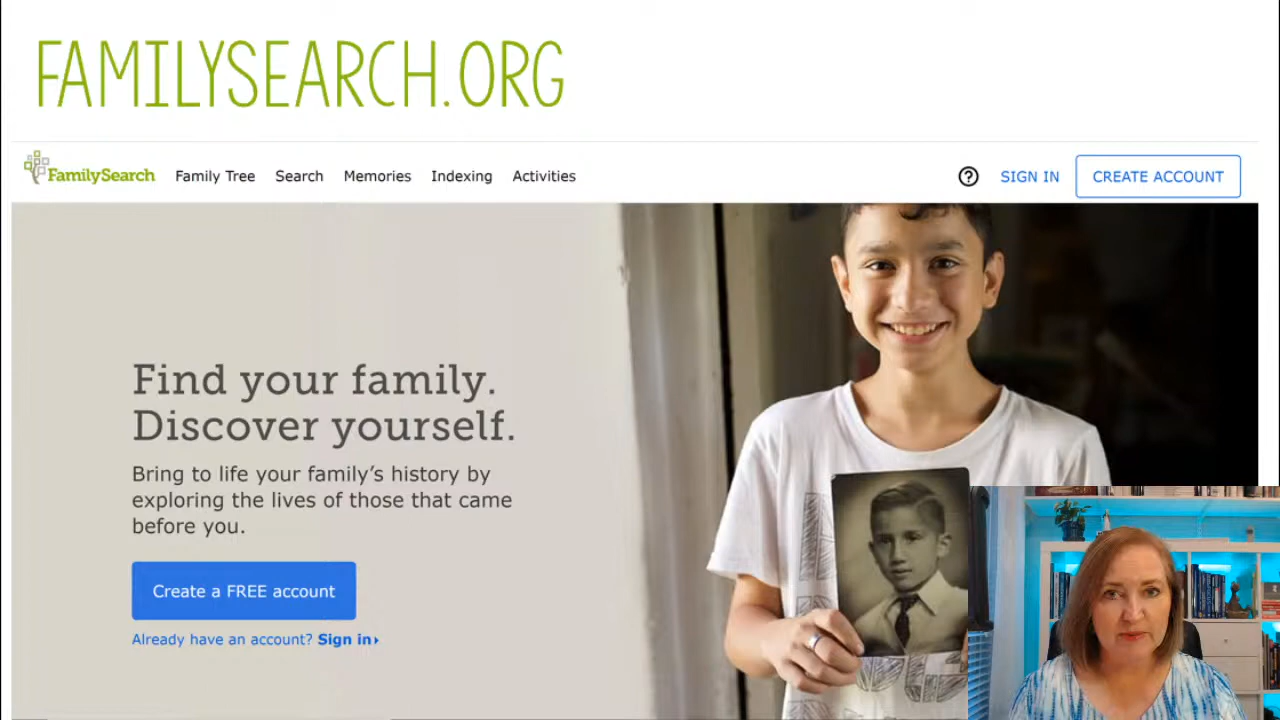 FAMILYSEARCH.ORG
FamilySearch Family Tree Search Memories Indexing Activities ? SIGN IN CREATE ACCOUNT
Find your family.
Discover yourself.
Bring to life your family's history by
exploring the lives of those that came
before you.
Create a FREE account
Already have an account? Sign in